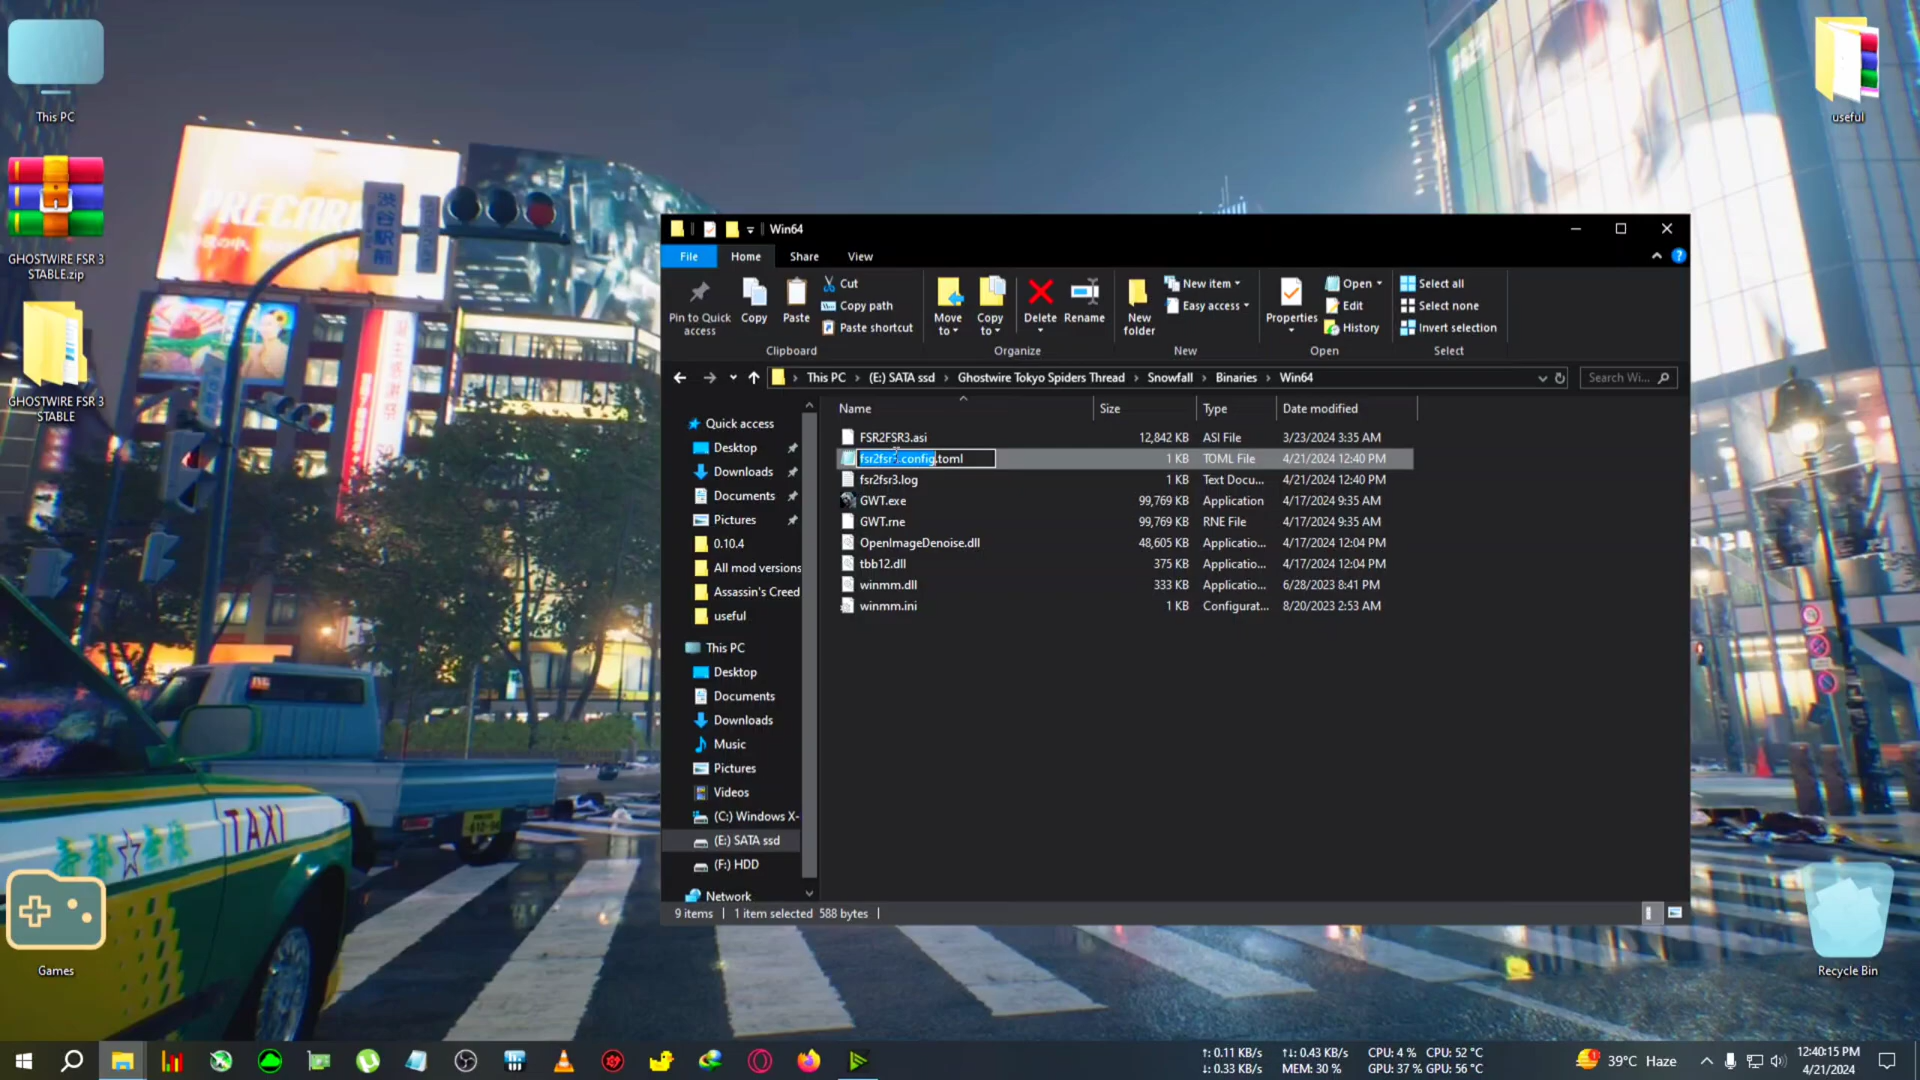 This PC
GHOSTWIRE FSR 3
STABLE.zip
GHOSTWIRE FSR 3
STABLE
Games
useful
Recycle Bin
PRECARI
渋谷駅前
TAXI
Win64
File
Home
Share
View
Pin to Quick
access
Copy
Paste
Cut
Copy path
Paste shortcut
Clipboard
Move
to
Copy
to
Delete
Rename
Organize
New
folder
New item
Easy access
New
Properties
Open
Edit
History
Open
Select all
Select none
Invert selection
Select
This PC > (E:) SATA ssd > Ghostwire Tokyo Spiders Thread > Snowfall > Binaries > Win64
Search Wi...
Quick access
Desktop
Downloads
Documents
Pictures
0.10.4
All mod versions
Assassin's Creed
useful
This PC
Desktop
Documents
Downloads
Music
Pictures
Videos
(C:) Windows X-
(E:) SATA ssd
(F:) HDD
Network
Name Size Type Date modified
FSR2FSR3.asi 12,842 KB ASI File 3/23/2024 3:35 AM
fsr2fsr3.config.toml 1 KB TOML File 4/21/2024 12:40 PM
fsr2fsr3.log 1 KB Text Docu... 4/21/2024 12:40 PM
GWT.exe 99,769 KB Application 4/17/2024 9:35 AM
GWT.rne 99,769 KB RNE File 4/17/2024 9:35 AM
OpenImageDenoise.dll 48,605 KB Applicatio... 4/17/2024 12:04 PM
tbb12.dll 375 KB Applicatio... 4/17/2024 12:04 PM
winmm.dll 333 KB Applicatio... 6/28/2023 8:41 PM
winmm.ini 1 KB Configurat... 8/20/2023 2:53 AM
9 items 1 item selected 588 bytes
↑: 0.11 KB/s ↑↓: 0.43 KB/s CPU: 4 % CPU: 52 °C
↓: 0.33 KB/s MEM: 30 % GPU: 37 % GPU: 56 °C
39°C Haze
12:40:15 PM
4/21/2024